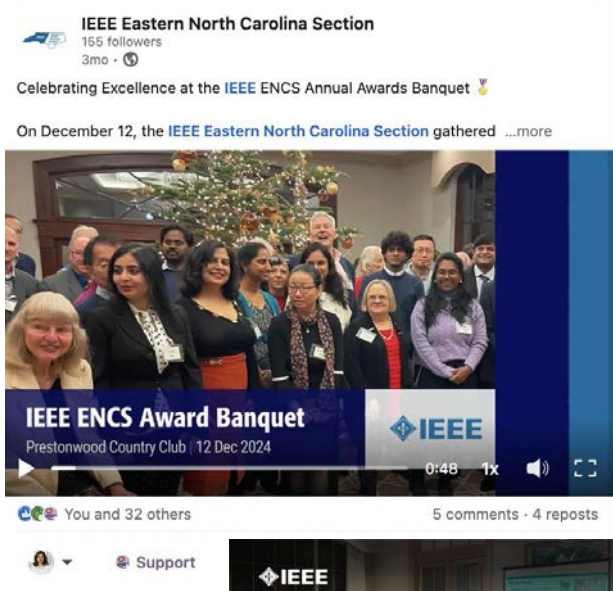 IEEE Eastern North Carolina Section
155 followers
3mo ·
Celebrating Excellence at the IEEE ENCS Annual Awards Banquet 🏅
On December 12, the IEEE Eastern North Carolina Section gathered ...more
IEEE ENCS Award Banquet
Prestonwood Country Club | 12 Dec 2024
IEEE
0:48 1x
You and 32 others
5 comments · 4 reposts
Support
IEEE